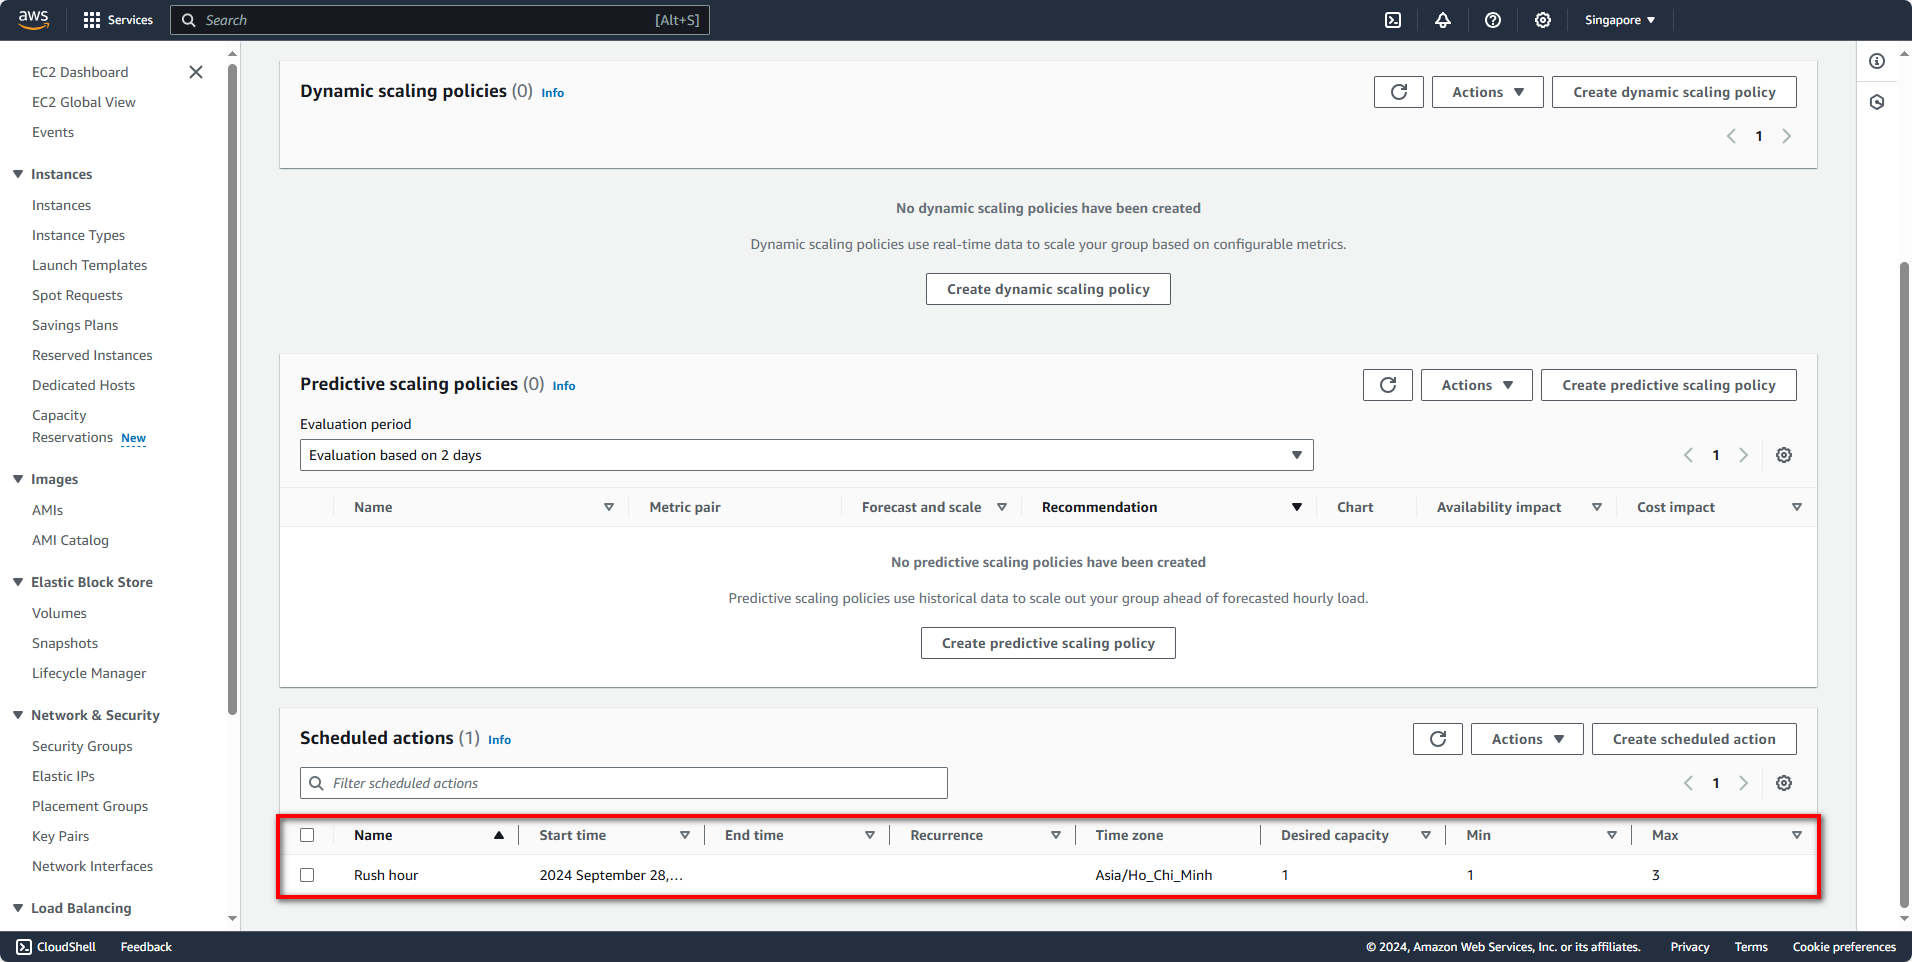 aws
Services
Search
[Alt+S]
Singapore
EC2 Dashboard
EC2 Global View
Events
Instances
Instances
Instance Types
Launch Templates
Spot Requests
Savings Plans
Reserved Instances
Dedicated Hosts
Capacity
Reservations New
Images
AMIs
AMI Catalog
Elastic Block Store
Volumes
Snapshots
Lifecycle Manager
Network & Security
Security Groups
Elastic IPs
Placement Groups
Key Pairs
Network Interfaces
Load Balancing
Dynamic scaling policies (0) Info
Actions
Create dynamic scaling policy
1
No dynamic scaling policies have been created
Dynamic scaling policies use real-time data to scale your group based on configurable metrics.
Create dynamic scaling policy
Predictive scaling policies (0) Info
Actions
Create predictive scaling policy
Evaluation period
Evaluation based on 2 days
1
Name Metric pair Forecast and scale Recommendation Chart Availability impact Cost impact
No predictive scaling policies have been created
Predictive scaling policies use historical data to scale out your group ahead of forecasted hourly load.
Create predictive scaling policy
Scheduled actions (1) Info
Actions
Create scheduled action
Filter scheduled actions
1
Name Start time End time Recurrence Time zone Desired capacity Min Max
Rush hour 2024 September 28,... Asia/Ho_Chi_Minh 1 1 3
CloudShell Feedback
© 2024, Amazon Web Services, Inc. or its affiliates. Privacy Terms Cookie preferences